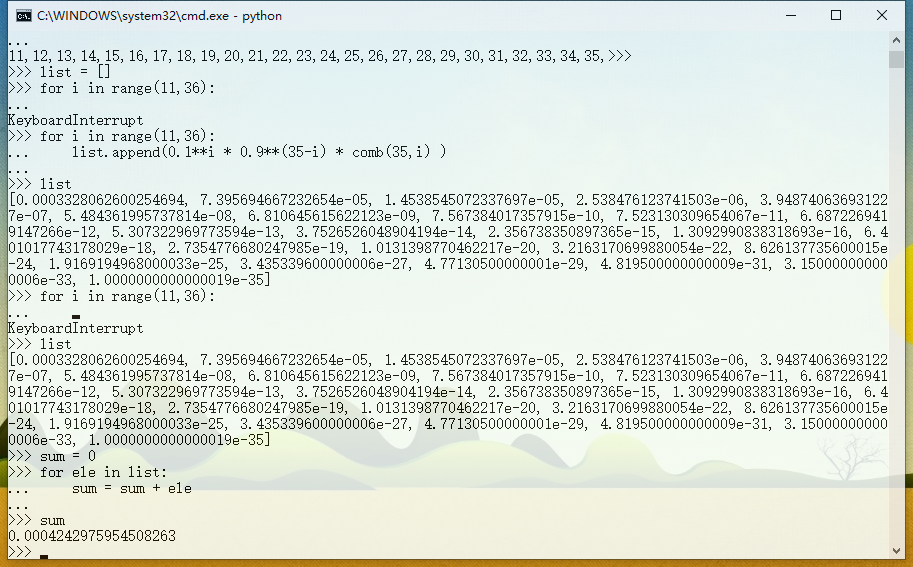 C:\WINDOWS\system32\cmd.exe - python
...
11,12,13,14,15,16,17,18,19,20,21,22,23,24,25,26,27,28,29,30,31,32,33,34,35,>>>
>>> list = []
>>> for i in range(11,36):
...
KeyboardInterrupt
>>> for i in range(11,36):
...     list.append(0.1**i * 0.9**(35-i) * comb(35,i) )
...
>>> list
[0.0003328062600254694, 7.395694667232654e-05, 1.4538545072337697e-05, 2.538476123741503e-06, 3.948740636931 22
7e-07, 5.484361995737814e-08, 6.810645615622123e-09, 7.567384017357915e-10, 7.523130309654067e-11, 6.687226941
9147266e-12, 5.307322969773594e-13, 3.7526526048904194e-14, 2.356738350897365e-15, 1.3092990838318693e-16, 6.4
01017743178029e-18, 2.7354776680247985e-19, 1.0131398770462217e-20, 3.2163170699880054e-22, 8.626137735600015e
-24, 1.9169194968000033e-25, 3.435339600000006e-27, 4.77130500000001e-29, 4.819500000000009e-31, 3.15000000000
0006e-33, 1.0000000000000019e-35]
>>> for i in range(11,36):
...
KeyboardInterrupt
>>> list
[0.0003328062600254694, 7.395694667232654e-05, 1.4538545072337697e-05, 2.538476123741503e-06, 3.94874063693122
7e-07, 5.484361995737814e-08, 6.810645615622123e-09, 7.567384017357915e-10, 7.523130309654067e-11, 6.687226941
9147266e-12, 5.307322969773594e-13, 3.7526526048904194e-14, 2.356738350897365e-15, 1.3092990838318693e-16, 6.4
01017743178029e-18, 2.7354776680247985e-19, 1.0131398770462217e-20, 3.2163170699880054e-22, 8.626137735600015e
-24, 1.9169194968000033e-25, 3.435339600000006e-27, 4.77130500000001e-29, 4.819500000000009e-31, 3.15000000000
0006e-33, 1.0000000000000019e-35]
>>> sum = 0
>>> for ele in list:
...     sum = sum + ele
...
>>> sum
0.0004242975954508263
>>>